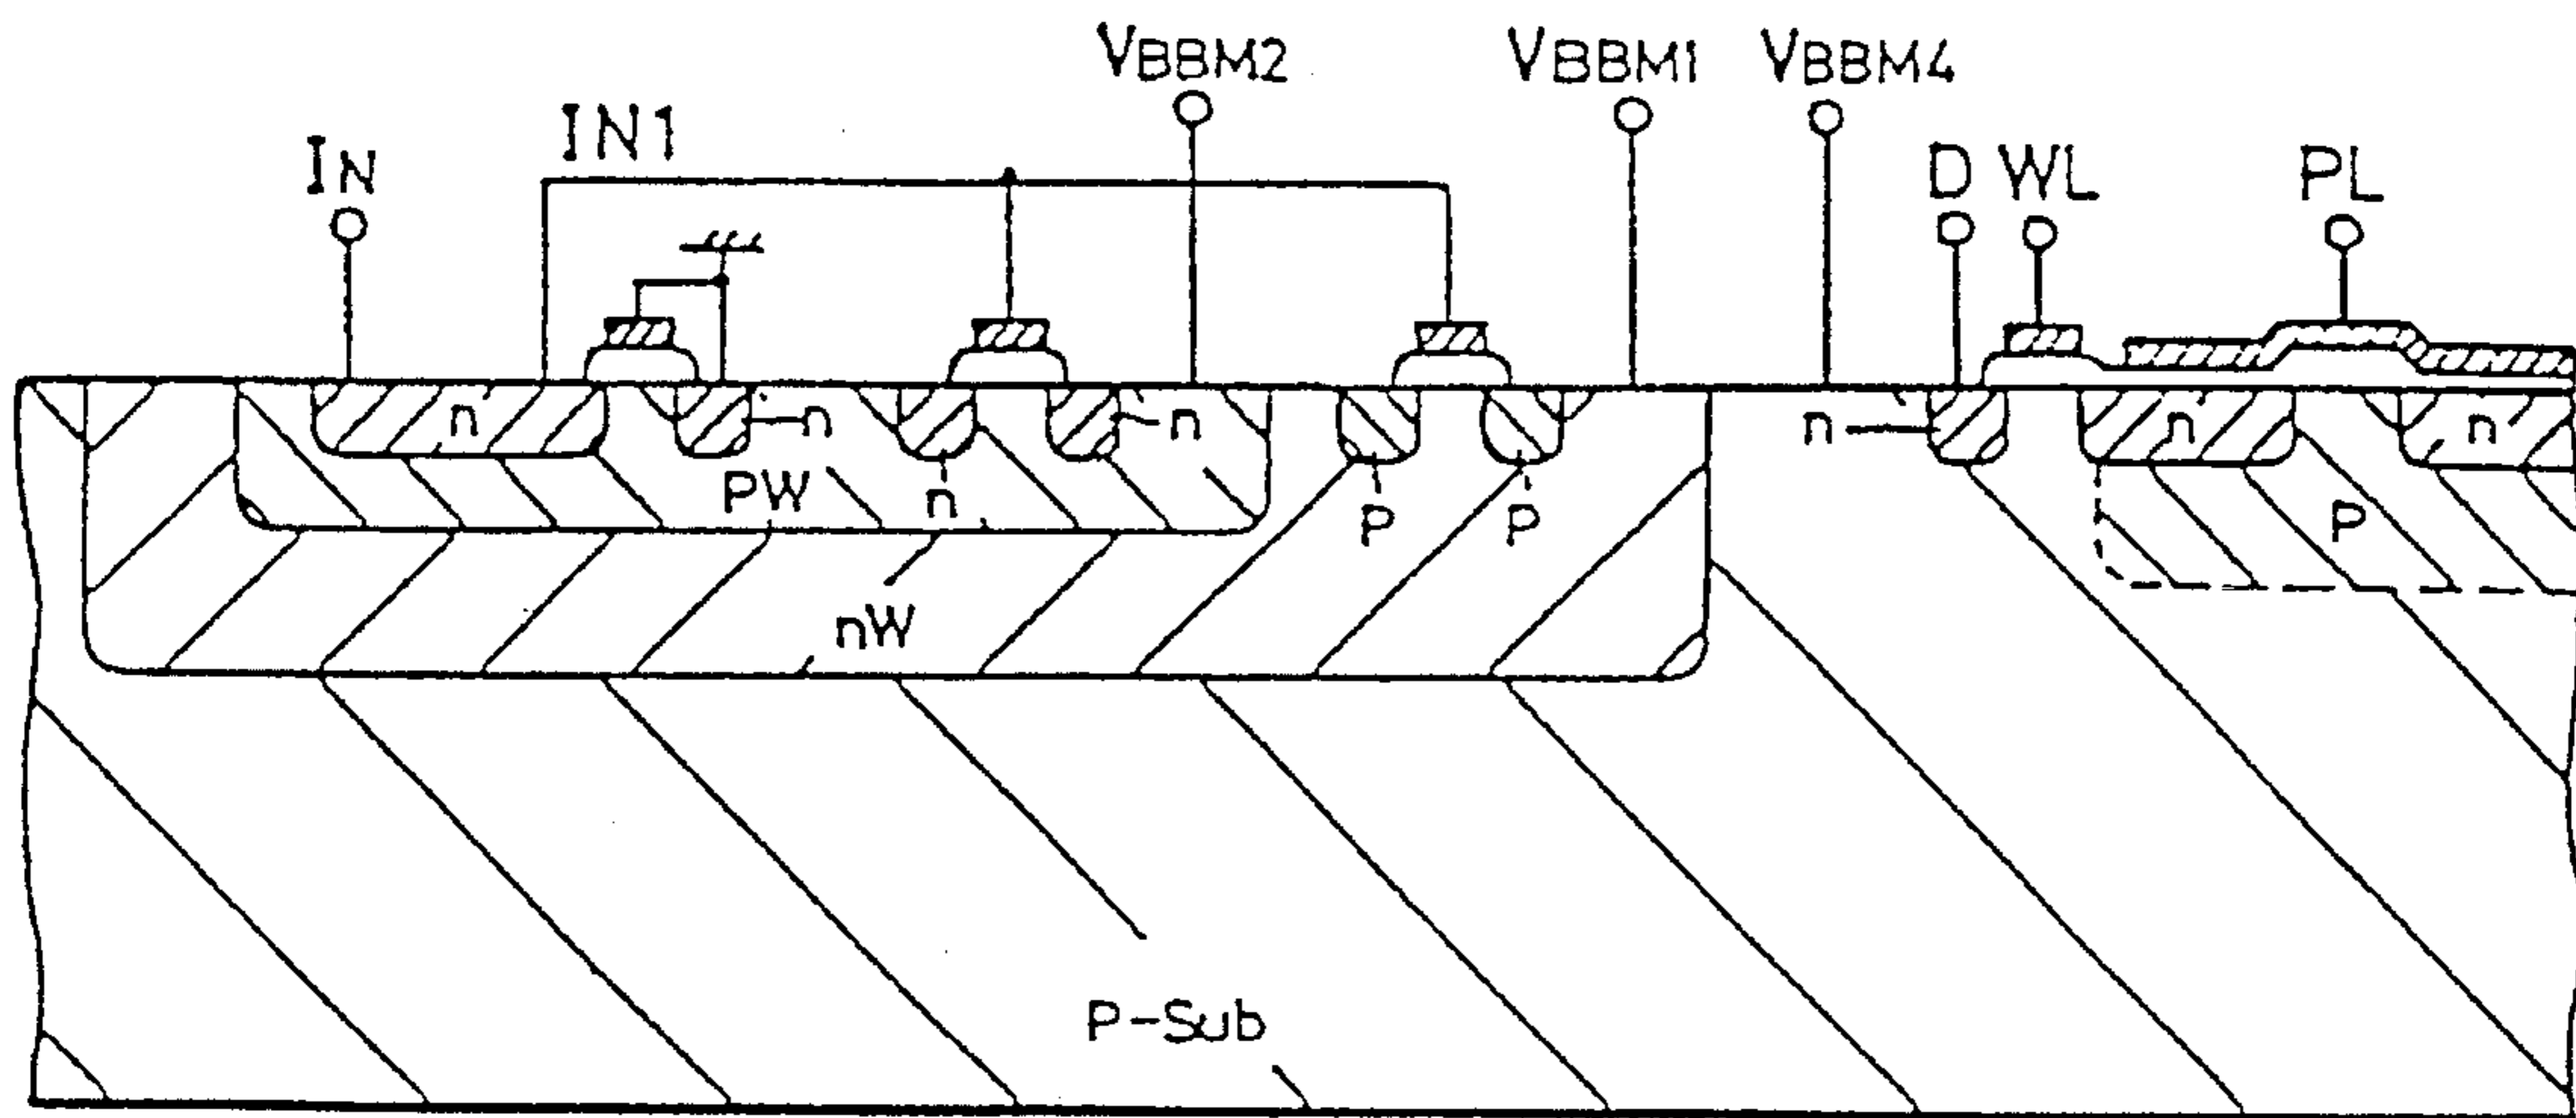 VBBM2 VBBM1 VBBM4
IN IN1 D WL PL
n n n n n n n
PW n P P P
nW
P-Sub